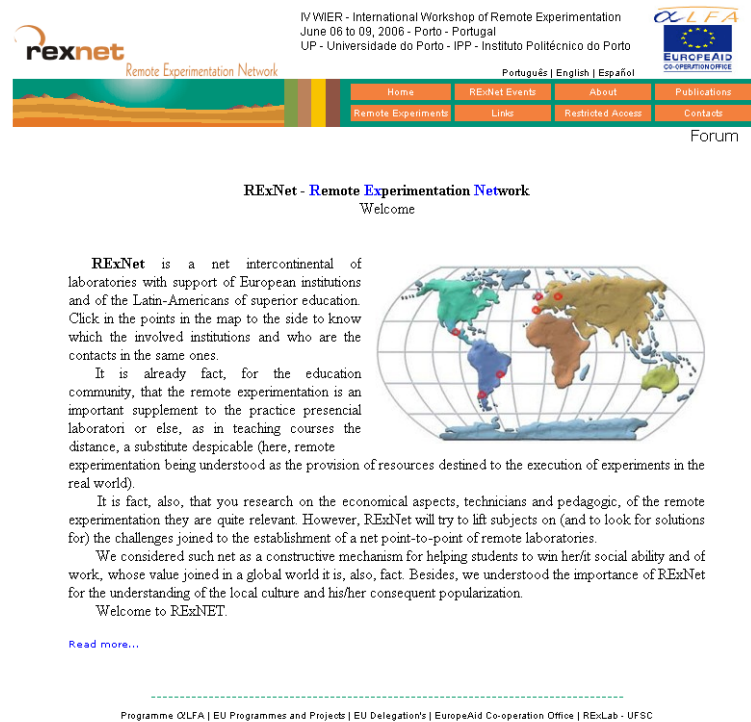 IV WIER - International Workshop of Remote Experimentation
June 06 to 09, 2006 - Porto - Portugal
UP - Universidade do Porto - IPP - Instituto Politécnico do Porto
αLFA
EUROPEAID
CO-OPERATION OFFICE
rexnet
Remote Experimentation Network
Português | English | Español
Home RExNet Events About Publications
Remote Experiments Links Restricted Access Contacts
Forum
RExNet - Remote Experimentation Network
Welcome
RExNet is a net intercontinental of
laboratories with support of European institutions
and of the Latin-Americans of superior education.
Click in the points in the map to the side to know
which the involved institutions and who are the
contacts in the same ones.
It is already fact, for the education
community, that the remote experimentation is an
important supplement to the practice presencial
laboratori or else, as in teaching courses the
distance, a substitute despicable (here, remote
experimentation being understood as the provision of resources destined to the execution of experiments in the
real world).
It is fact, also, that you research on the economical aspects, technicians and pedagogic, of the remote
experimentation they are quite relevant. However, RExNet will try to lift subjects on (and to look for solutions
for) the challenges joined to the establishment of a net point-to-point of remote laboratories.
We considered such net as a constructive mechanism for helping students to win her/it social ability and of
work, whose value joined in a global world it is, also, fact. Besides, we understood the importance of RExNet
for the understanding of the local culture and his/her consequent popularization.
Welcome to RExNET.
Read more...
Programme αLFA | EU Programmes and Projects | EU Delegation's | EuropeAid Co-operation Office | RExLab - UFSC